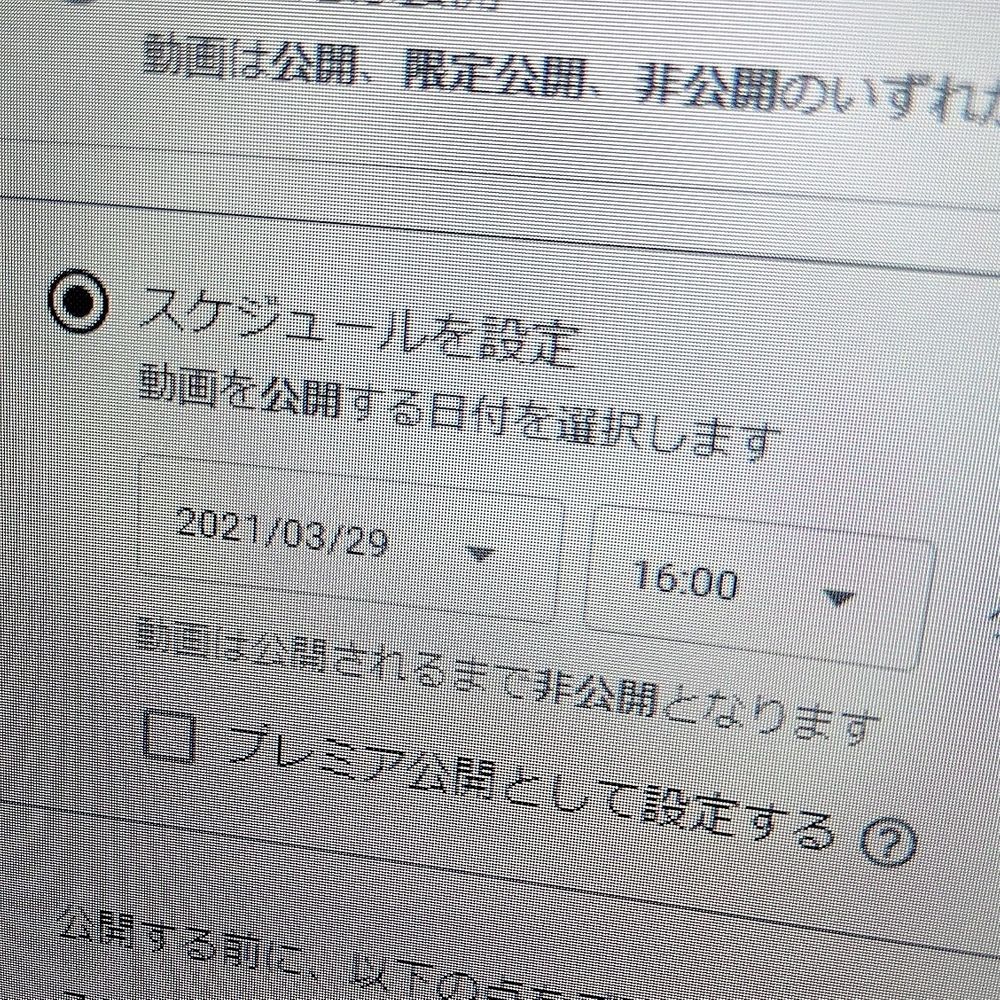 動画は公開、限定公開、非公開のいずれ
スケジュールを設定
動画を公開する日付を選択します
2021/03/29
16:00
動画は公開されるまで非公開となります
プレミア公開として設定する ?
公開する前に、以下の点を